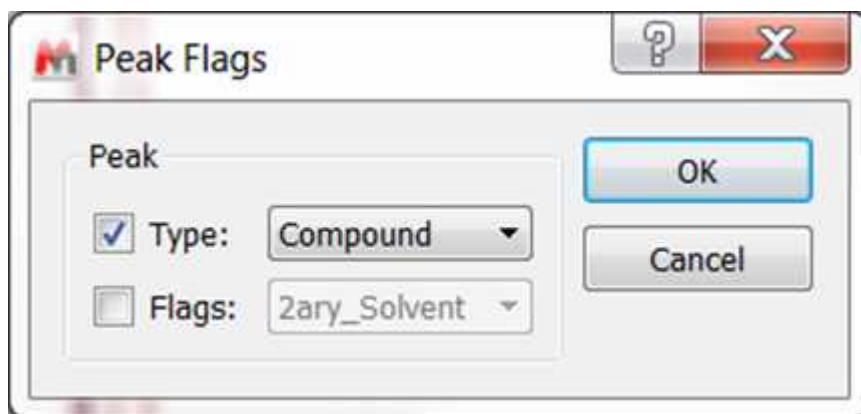 Peak Flags
Peak
Type: Compound
Flags: 2ary_Solvent
OK
Cancel